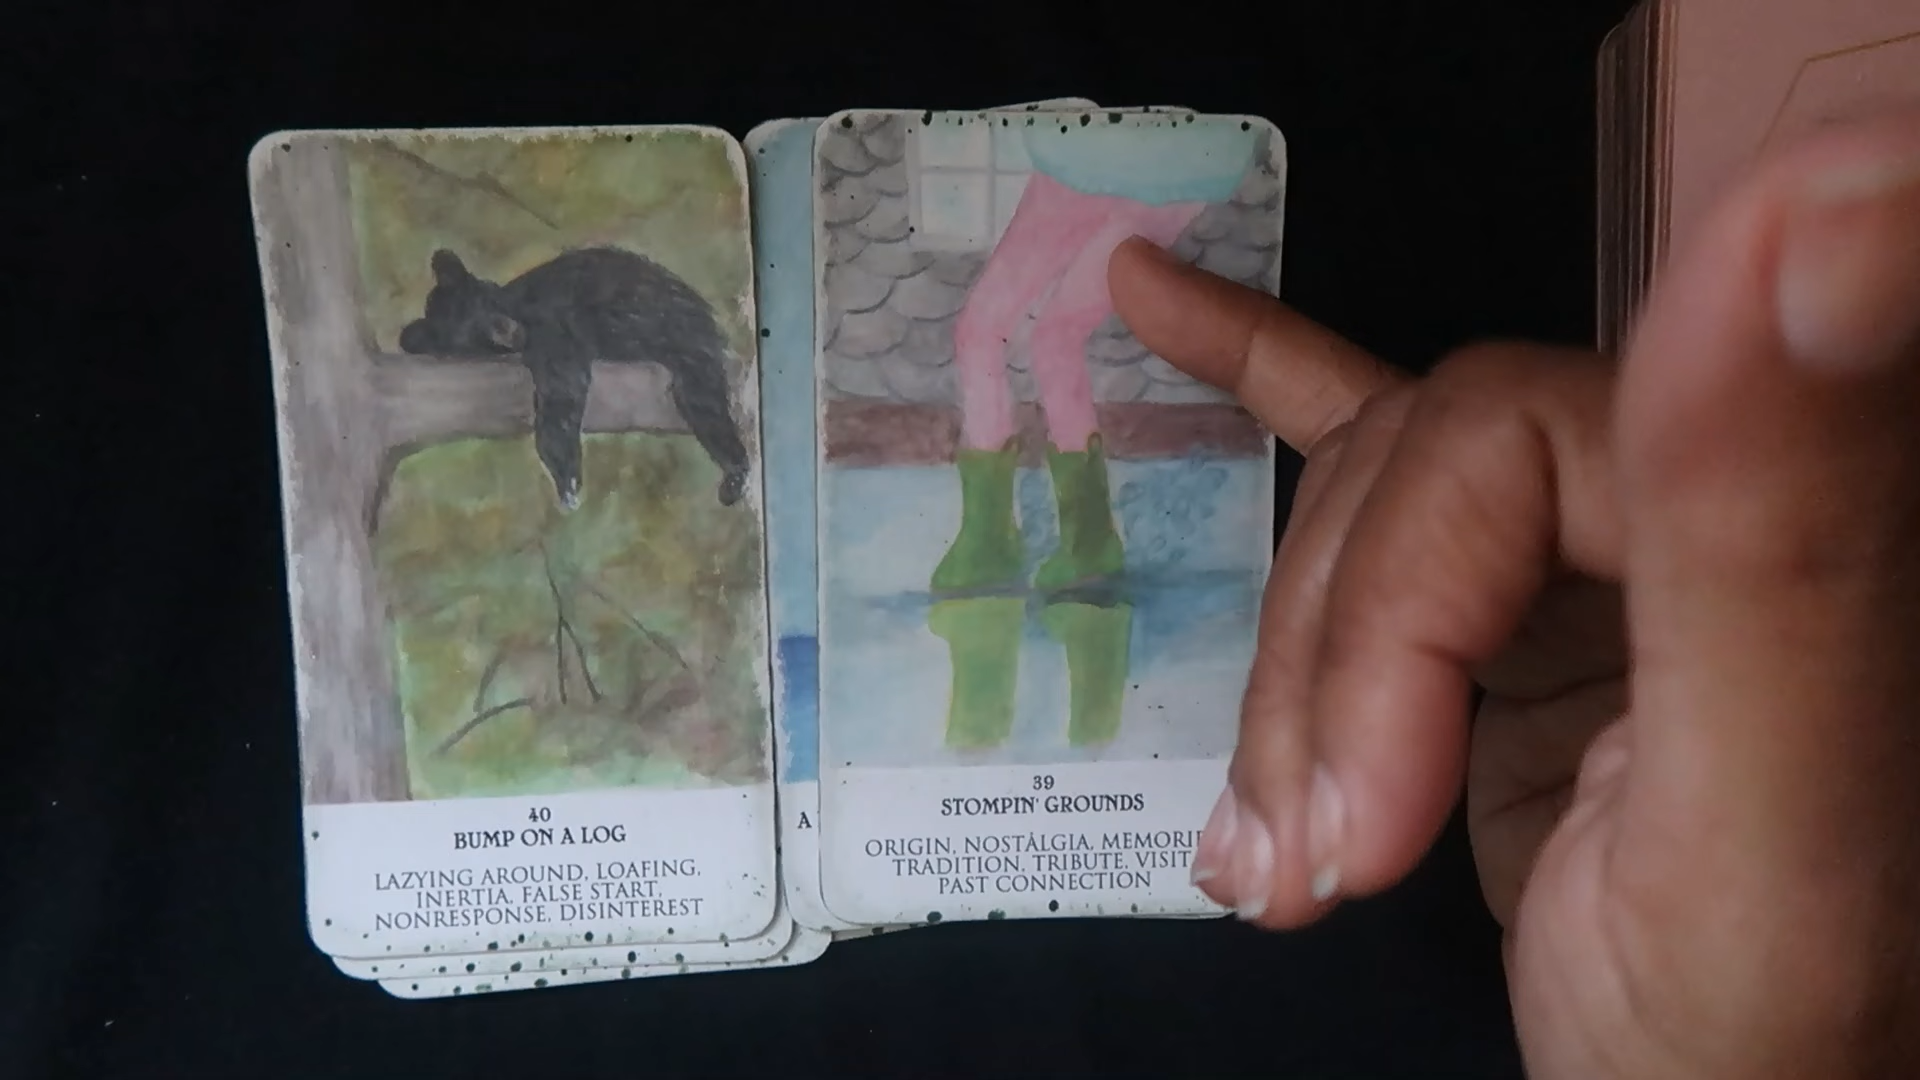 40
BUMP ON A LOG
LAZYING AROUND, LOAFING,
INERTIA, FALSE START,
NONRESPONSE, DISINTEREST
A
39
STOMPIN' GROUNDS
ORIGIN, NOSTALGIA,
TRADITION, TRIBUTE, VISIT
PAST CONNECTION